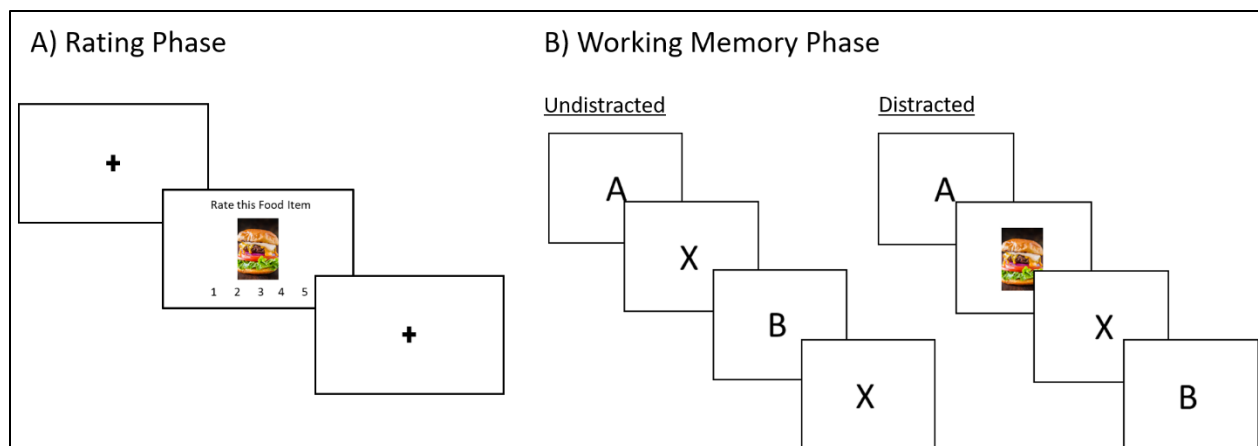 A) Rating Phase
+
Rate this Food Item
1 2 3 4 5
+
B) Working Memory Phase
Undistracted
A
X
B
X
Distracted
A
X
B